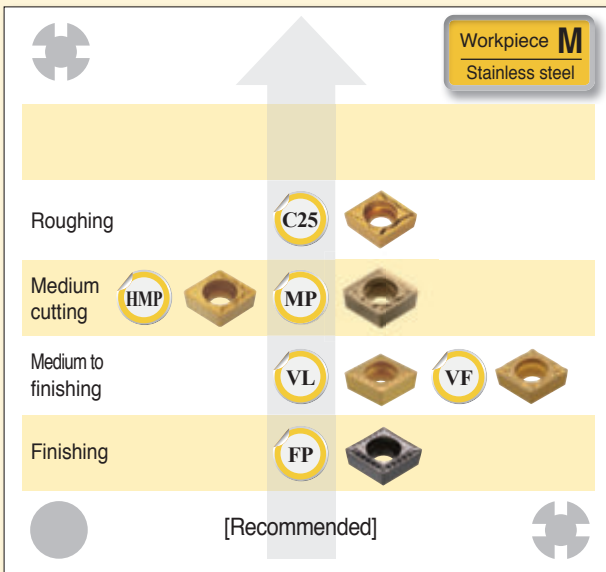 Workpiece M
Stainless steel
Roughing C25
Medium
cutting HMP MP
Medium to
finishing VL VF
Finishing FP
[Recommended]